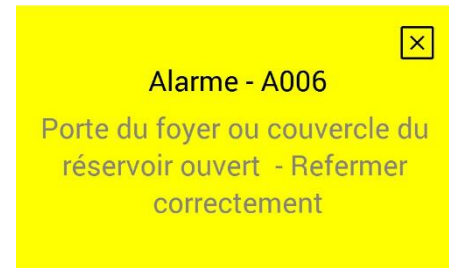 Alarme - A006
Porte du foyer ou couvercle du
réservoir ouvert - Refermer
correctement